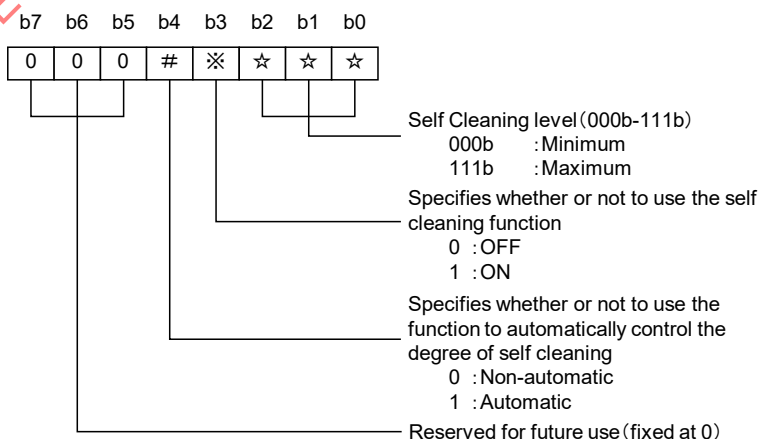 b7 b6 b5 b4 b3 b2 b1 b0
0 0 0 # ※ ☆ ☆ ☆
Self Cleaning level(000b-111b)
000b :Minimum
111b :Maximum
Specifies whether or not to use the self
cleaning function
0 :OFF
1 :ON
Specifies whether or not to use the
function to automatically control the
degree of self cleaning
0 :Non-automatic
1 :Automatic
Reserved for future use(fixed at 0)